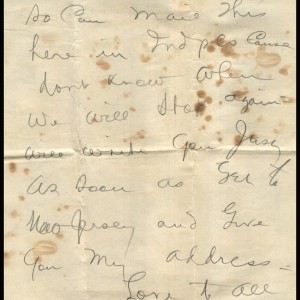 So Can Mail This
here in Indpls Cause
dont Know When
We will Stop again
will write you Jasy
As Soon as Get to
New Jersey and Give
You My address -
Love to all